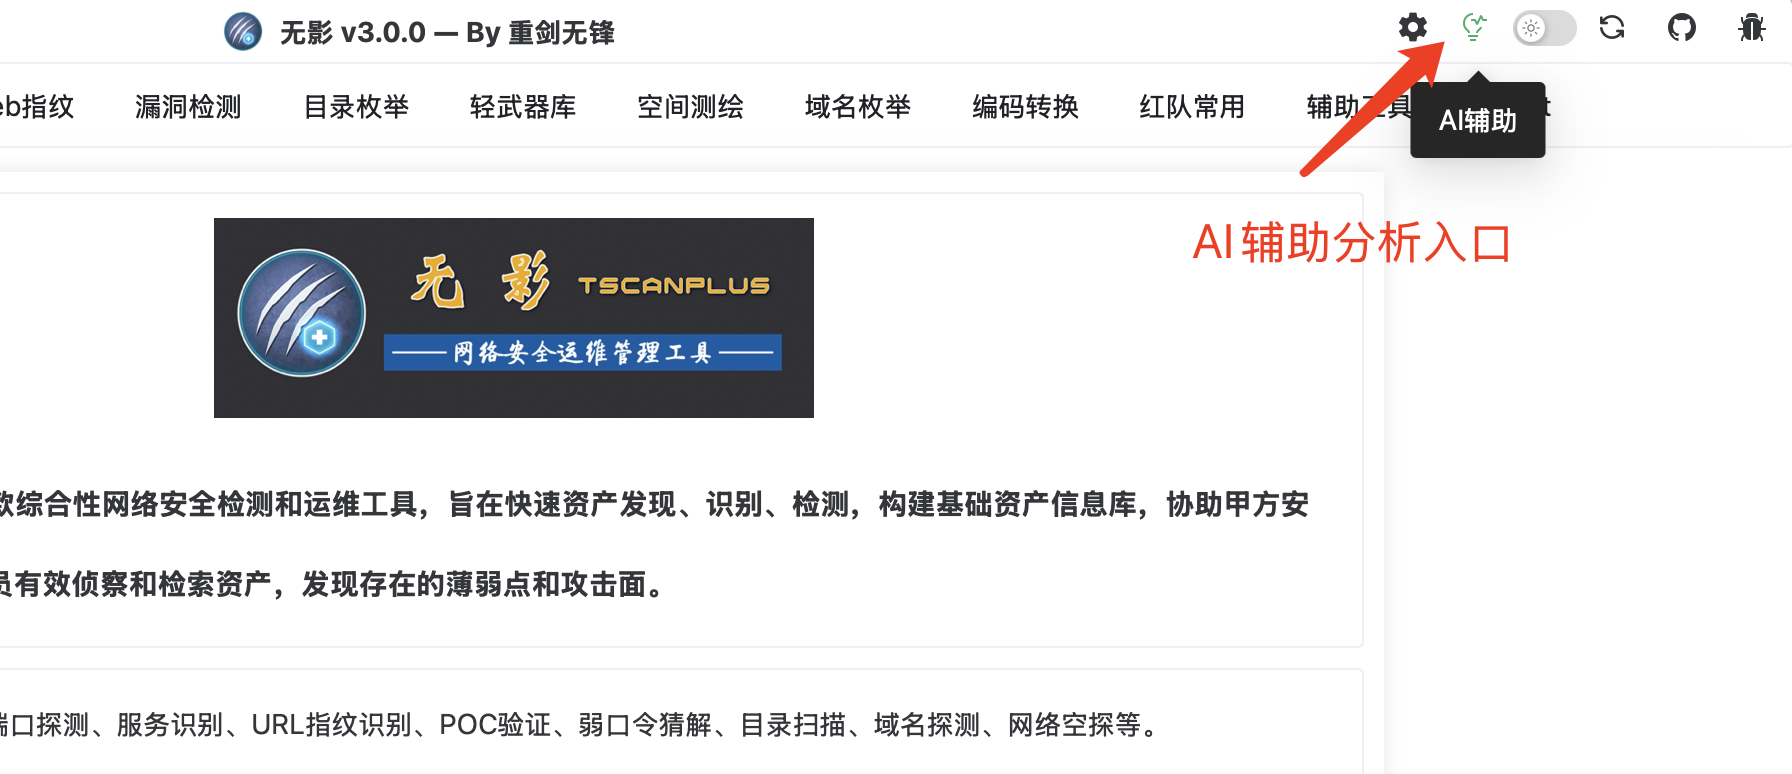 无影 v3.0.0 — By 重剑无锋
eb指纹 漏洞检测 目录枚举 轻武器库 空间测绘 域名枚举 编码转换 红队常用 辅助工具 t
AI辅助
AI辅助分析入口
无影 TSCANPLUS
网络安全运维管理工具
款综合性网络安全检测和运维工具，旨在快速资产发现、识别、检测，构建基础资产信息库，协助甲方安
员有效侦察和检索资产，发现存在的薄弱点和攻击面。
端口探测、服务识别、URL指纹识别、POC验证、弱口令猜解、目录扫描、域名探测、网络空探等。